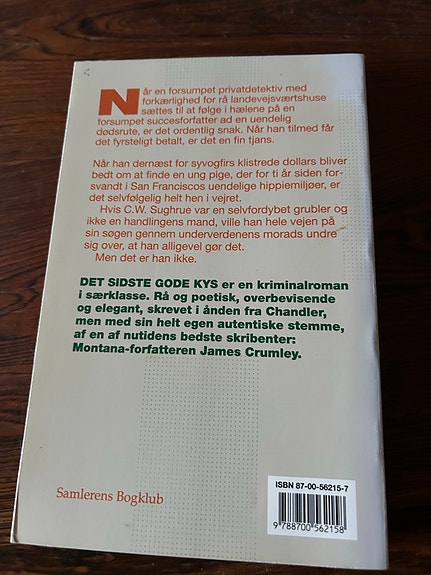 Når en forsumpet privatdetektiv med
forkærlighed for rå landevejsværtshuse
sættes til at følge i hælene på en
forsumpet succesforfatter ad en uendelig
dødsrute, er det ordentlig snak. Når han tilmed får
det fyrsteligt betalt, er det en fin tjans.
Når han dernæst for syvogfirs klistrede dollars bliver
bedt om at finde en ung pige, der for ti år siden for-
svandt i San Franciscos uendelige hippiemiljøer, er
det selvfølgelig helt hen i vejret.
Hvis C.W. Sughrue var en selvfordybet grubler og
ikke en handlingens mand, ville han hele vejen på
sin søgen gennem underverdenens morads undre
sig over, at han alligevel gør det.
Men det er han ikke.
DET SIDSTE GODE KYS er en kriminalroman
i særklasse. Rå og poetisk, overbevisende
og elegant, skrevet i ånden fra Chandler,
men med sin helt egen autentiske stemme,
af en af nutidens bedste skribenter:
Montana-forfatteren James Crumley.
Samlerens Bogklub
ISBN 87-00-56215-7
9 788700 562158